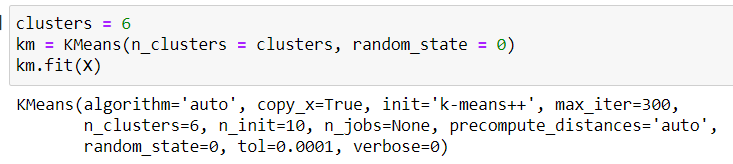 clusters = 6
km = KMeans(n_clusters = clusters, random_state = 0)
km.fit(X)
KMeans(algorithm='auto', copy_x=True, init='k-means++', max_iter=300,
n_clusters=6, n_init=10, n_jobs=None, precompute_distances='auto',
random_state=0, tol=0.0001, verbose=0)